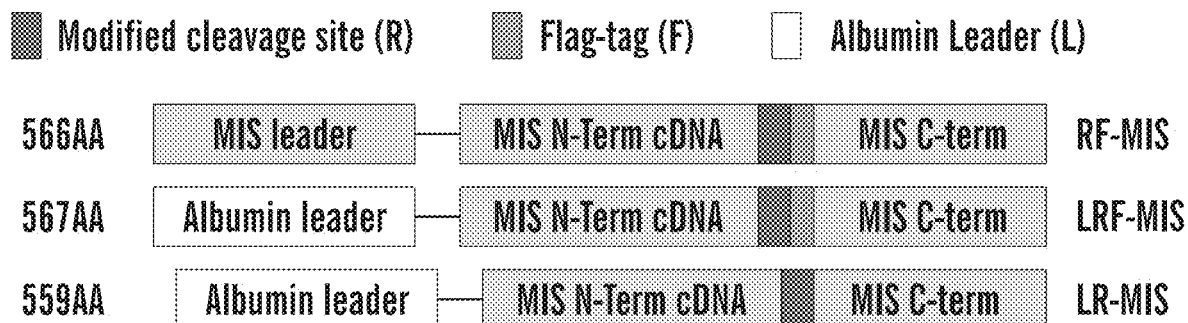 Modified cleavage site (R) Flag-tag (F) Albumin Leader (L)
566AA MIS leader MIS N-Term cDNA MIS C-term RF-MIS
567AA Albumin leader MIS N-Term cDNA MIS C-term LRF-MIS
559AA Albumin leader MIS N-Term cDNA MIS C-term LR-MIS